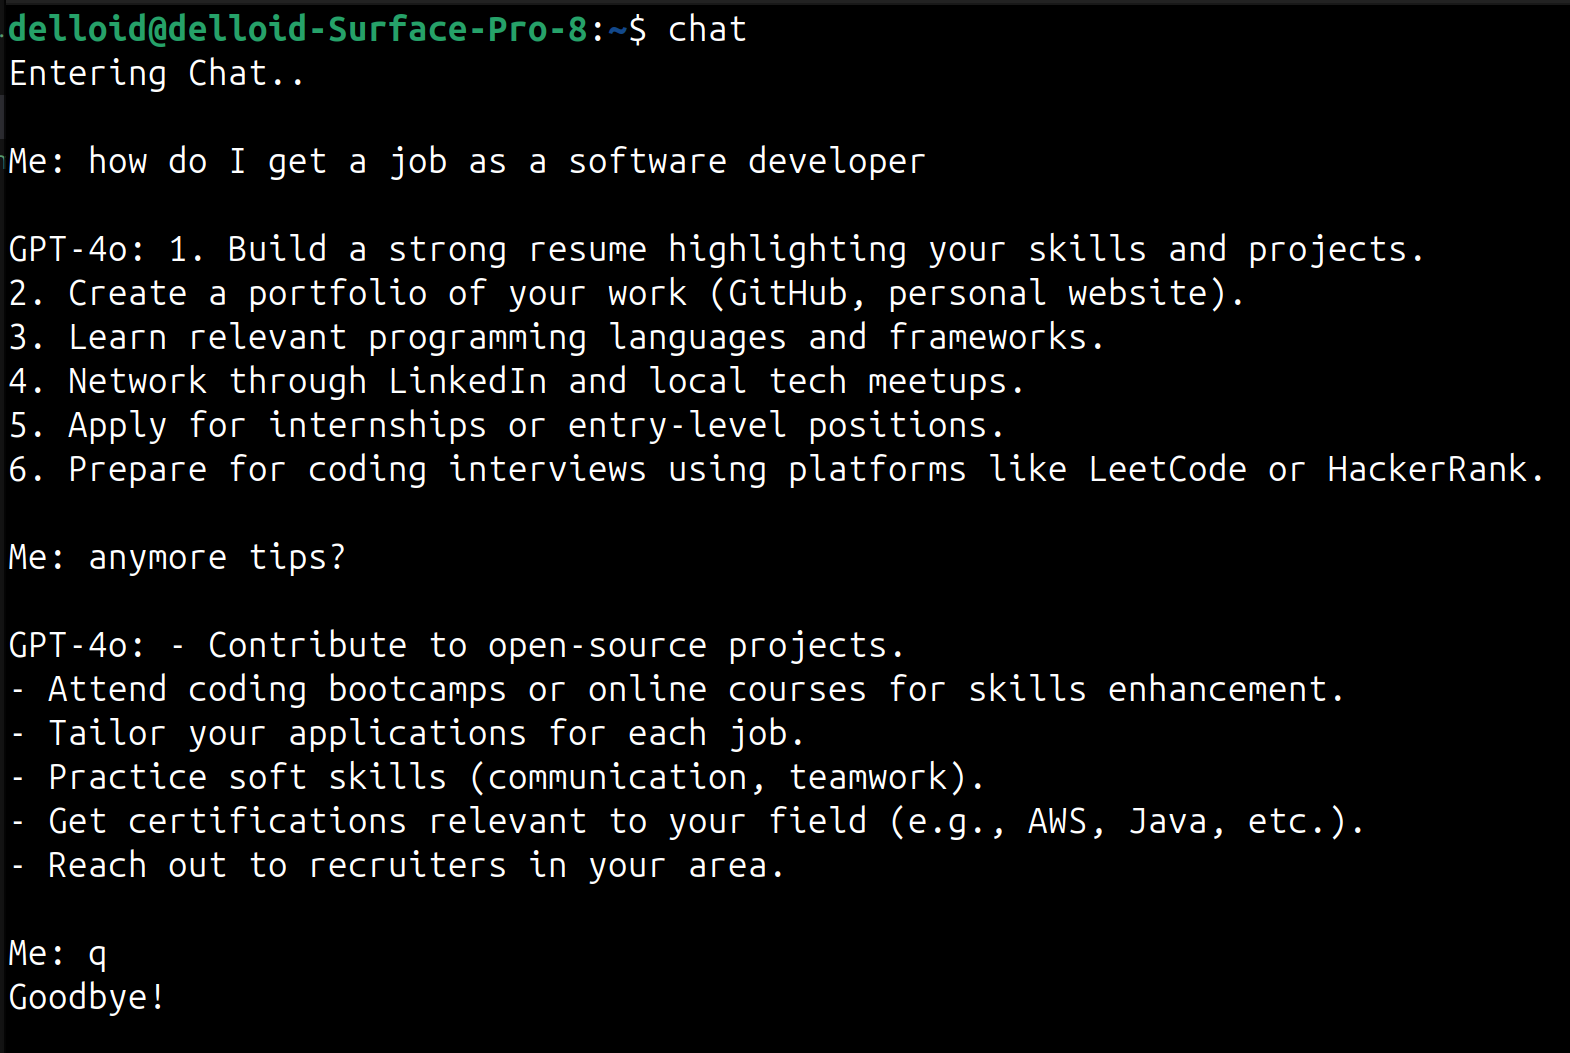 delloid@delloid-Surface-Pro-8:~$ chat
Entering Chat..
Me: how do I get a job as a software developer
GPT-4o: 1. Build a strong resume highlighting your skills and projects.
2. Create a portfolio of your work (GitHub, personal website).
3. Learn relevant programming languages and frameworks.
4. Network through LinkedIn and local tech meetups.
5. Apply for internships or entry-level positions.
6. Prepare for coding interviews using platforms like LeetCode or HackerRank.
Me: anymore tips?
GPT-4o: - Contribute to open-source projects.
- Attend coding bootcamps or online courses for skills enhancement.
- Tailor your applications for each job.
- Practice soft skills (communication, teamwork).
- Get certifications relevant to your field (e.g., AWS, Java, etc.).
- Reach out to recruiters in your area.
Me: q
Goodbye!